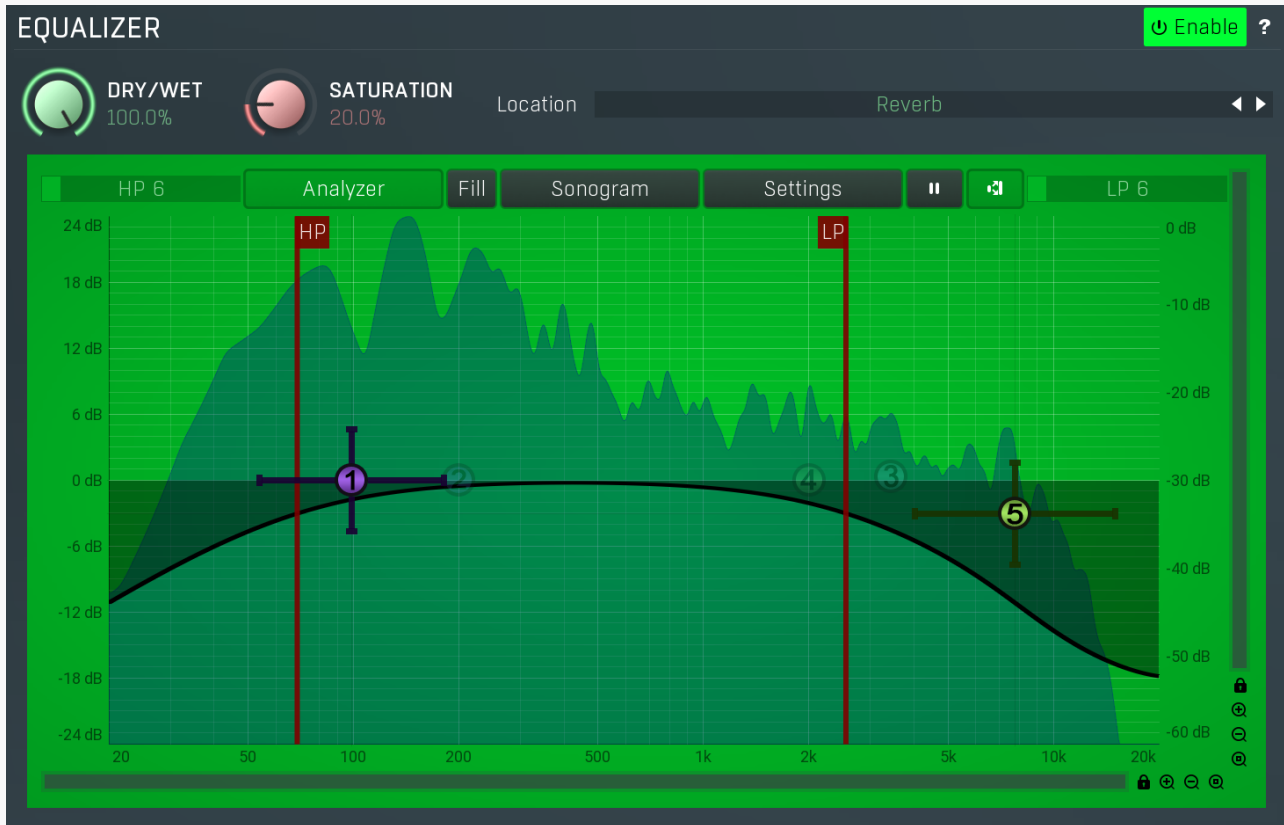 EQUALIZER
Enable ?
DRY/WET
100.0%
SATURATION
20.0%
Location
Reverb
HP 6
Analyzer
Fill
Sonogram
Settings
LP 6
HP
LP
24 dB
18 dB
12 dB
6 dB
0 dB
-6 dB
-12 dB
-18 dB
-24 dB
0 dB
-10 dB
-20 dB
-30 dB
-40 dB
-50 dB
-60 dB
1
2
4
3
5
20
50
100
200
500
1k
2k
5k
10k
20k